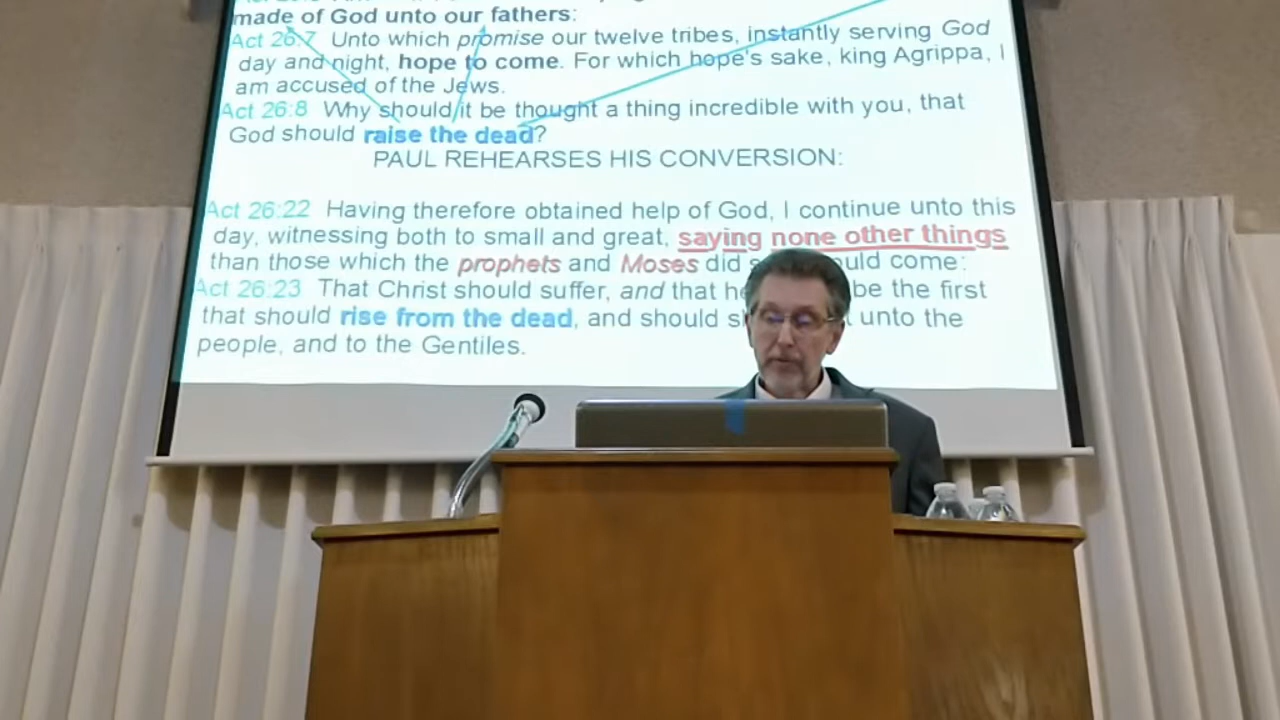 made of God unto our fathers:
Act 26:7 Unto which promise our twelve tribes, instantly serving God
day and night, hope to come. For which hope's sake, king Agrippa, I
am accused of the Jews.
Act 26:8 Why should it be thought a thing incredible with you, that
God should raise the dead?
PAUL REHEARSES HIS CONVERSION:
Act 26:22 Having therefore obtained help of God, I continue unto this
day, witnessing both to small and great, saying none other things
than those which the prophets and Moses did come:
Act 26:23 That Christ should suffer, and that be the first
that should rise from the dead, and should unto the
people, and to the Gentiles.